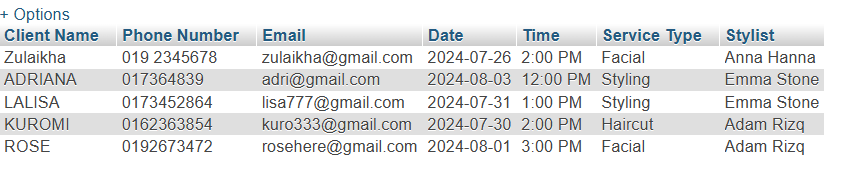 + Options
Client Name Phone Number Email Date Time Service Type Stylist
Zulaikha 019 2345678 zulaikha@gmail.com 2024-07-26 2:00 PM Facial Anna Hanna
ADRIANA 017364839 adri@gmail.com 2024-08-03 12:00 PM Styling Emma Stone
LALISA 0173452864 lisa777@gmail.com 2024-07-31 1:00 PM Styling Emma Stone
KUROMI 0162363854 kuro333@gmail.com 2024-07-30 2:00 PM Haircut Adam Rizq
ROSE 0192673472 rosehere@gmail.com 2024-08-01 3:00 PM Facial Adam Rizq